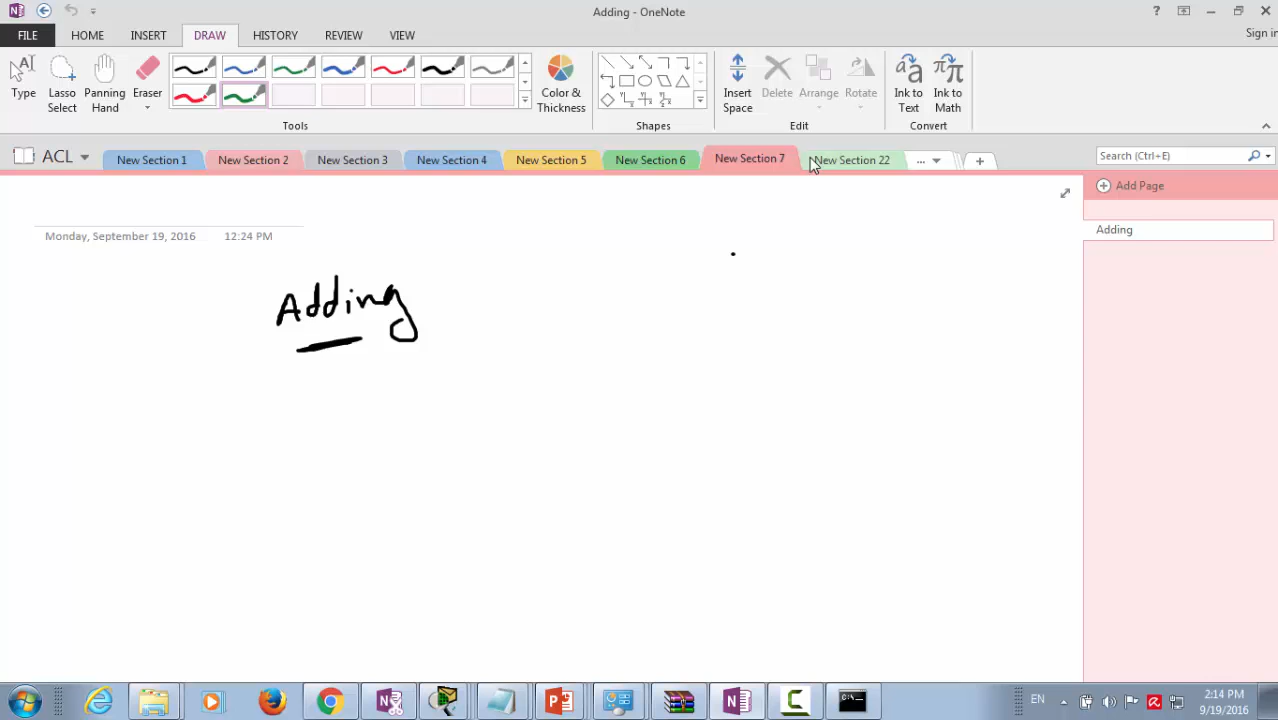 Adding - OneNote
?
Sign in
FILE HOME INSERT DRAW HISTORY REVIEW VIEW
Type
Lasso Select
Panning Hand
Eraser
Color & Thickness
Insert Space
Delete
Arrange
Rotate
Ink to Text
Ink to Math
Tools
Shapes
Edit
Convert
ACL
New Section 1 New Section 2 New Section 3 New Section 4 New Section 5 New Section 6 New Section 7 New Section 22 ...
Search (Ctrl+E)
Add Page
Adding
Monday, September 19, 2016 12:24 PM
Adding
EN
2:14 PM
9/19/2016